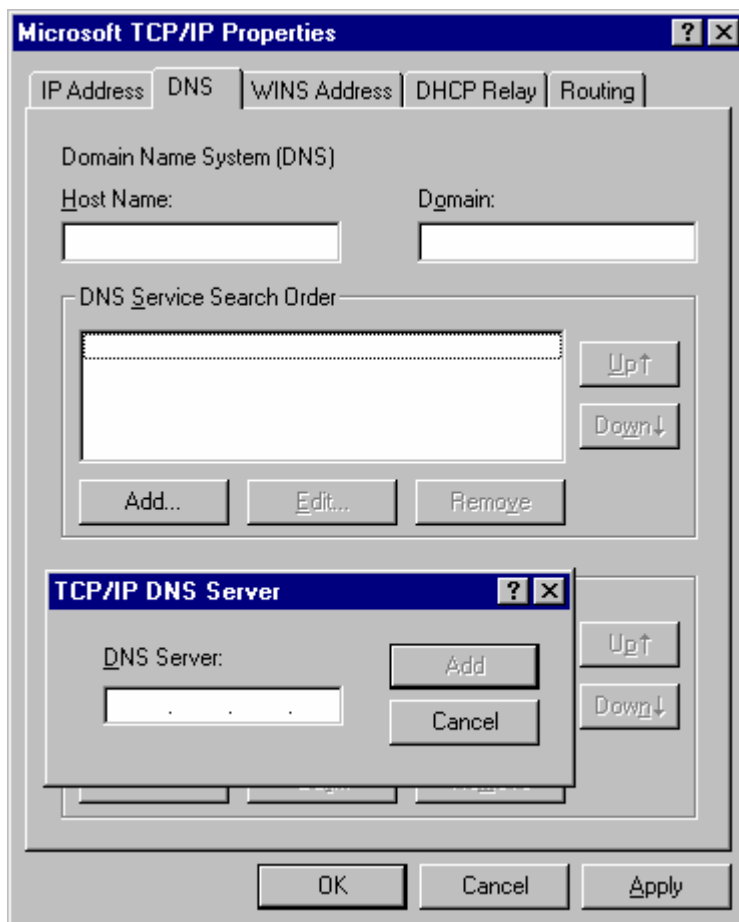 Microsoft TCP/IP Properties
IP Address DNS WINS Address DHCP Relay Routing
Domain Name System (DNS)
Host Name: Domain:
DNS Service Search Order
Up↑
Down↓
Add... Edit... Remove
TCP/IP DNS Server
DNS Server:
. . .
Add
Cancel
Up↑
Down↓
OK Cancel Apply